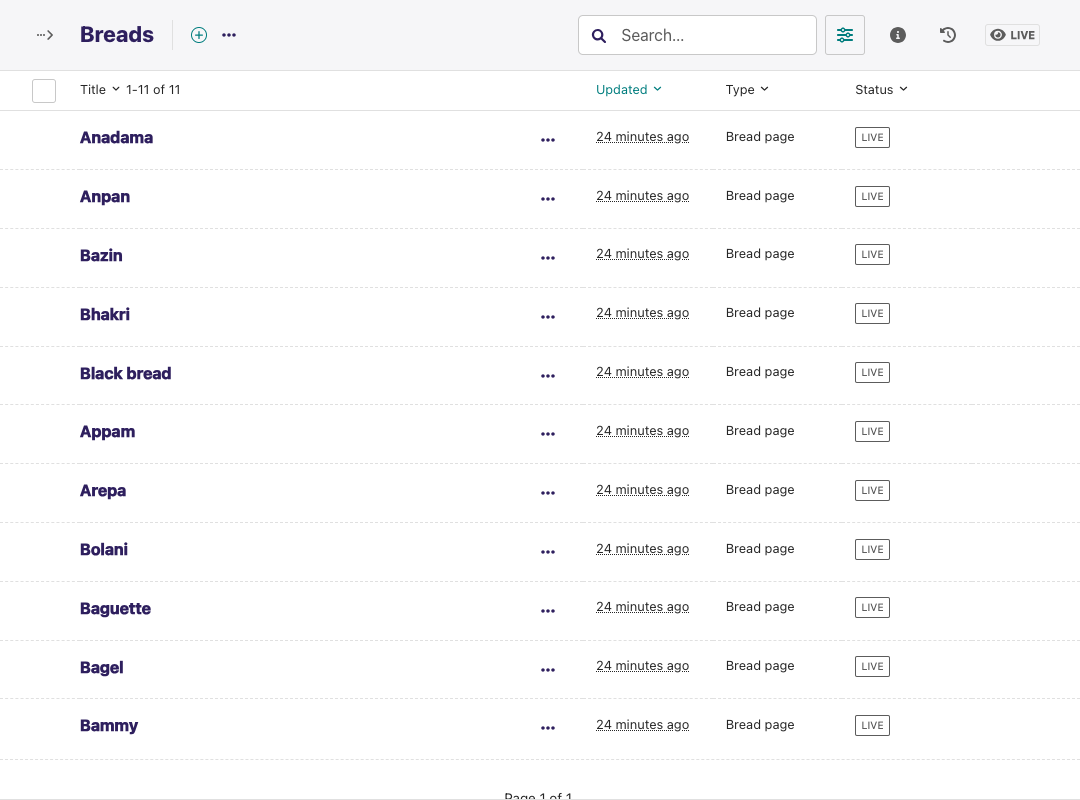 Breads
Search...
LIVE
Title 1-11 of 11 Updated Type Status
Anadama 24 minutes ago Bread page LIVE
Anpan 24 minutes ago Bread page LIVE
Bazin 24 minutes ago Bread page LIVE
Bhakri 24 minutes ago Bread page LIVE
Black bread 24 minutes ago Bread page LIVE
Appam 24 minutes ago Bread page LIVE
Arepa 24 minutes ago Bread page LIVE
Bolani 24 minutes ago Bread page LIVE
Baguette 24 minutes ago Bread page LIVE
Bagel 24 minutes ago Bread page LIVE
Bammy 24 minutes ago Bread page LIVE
Page 1 of 1